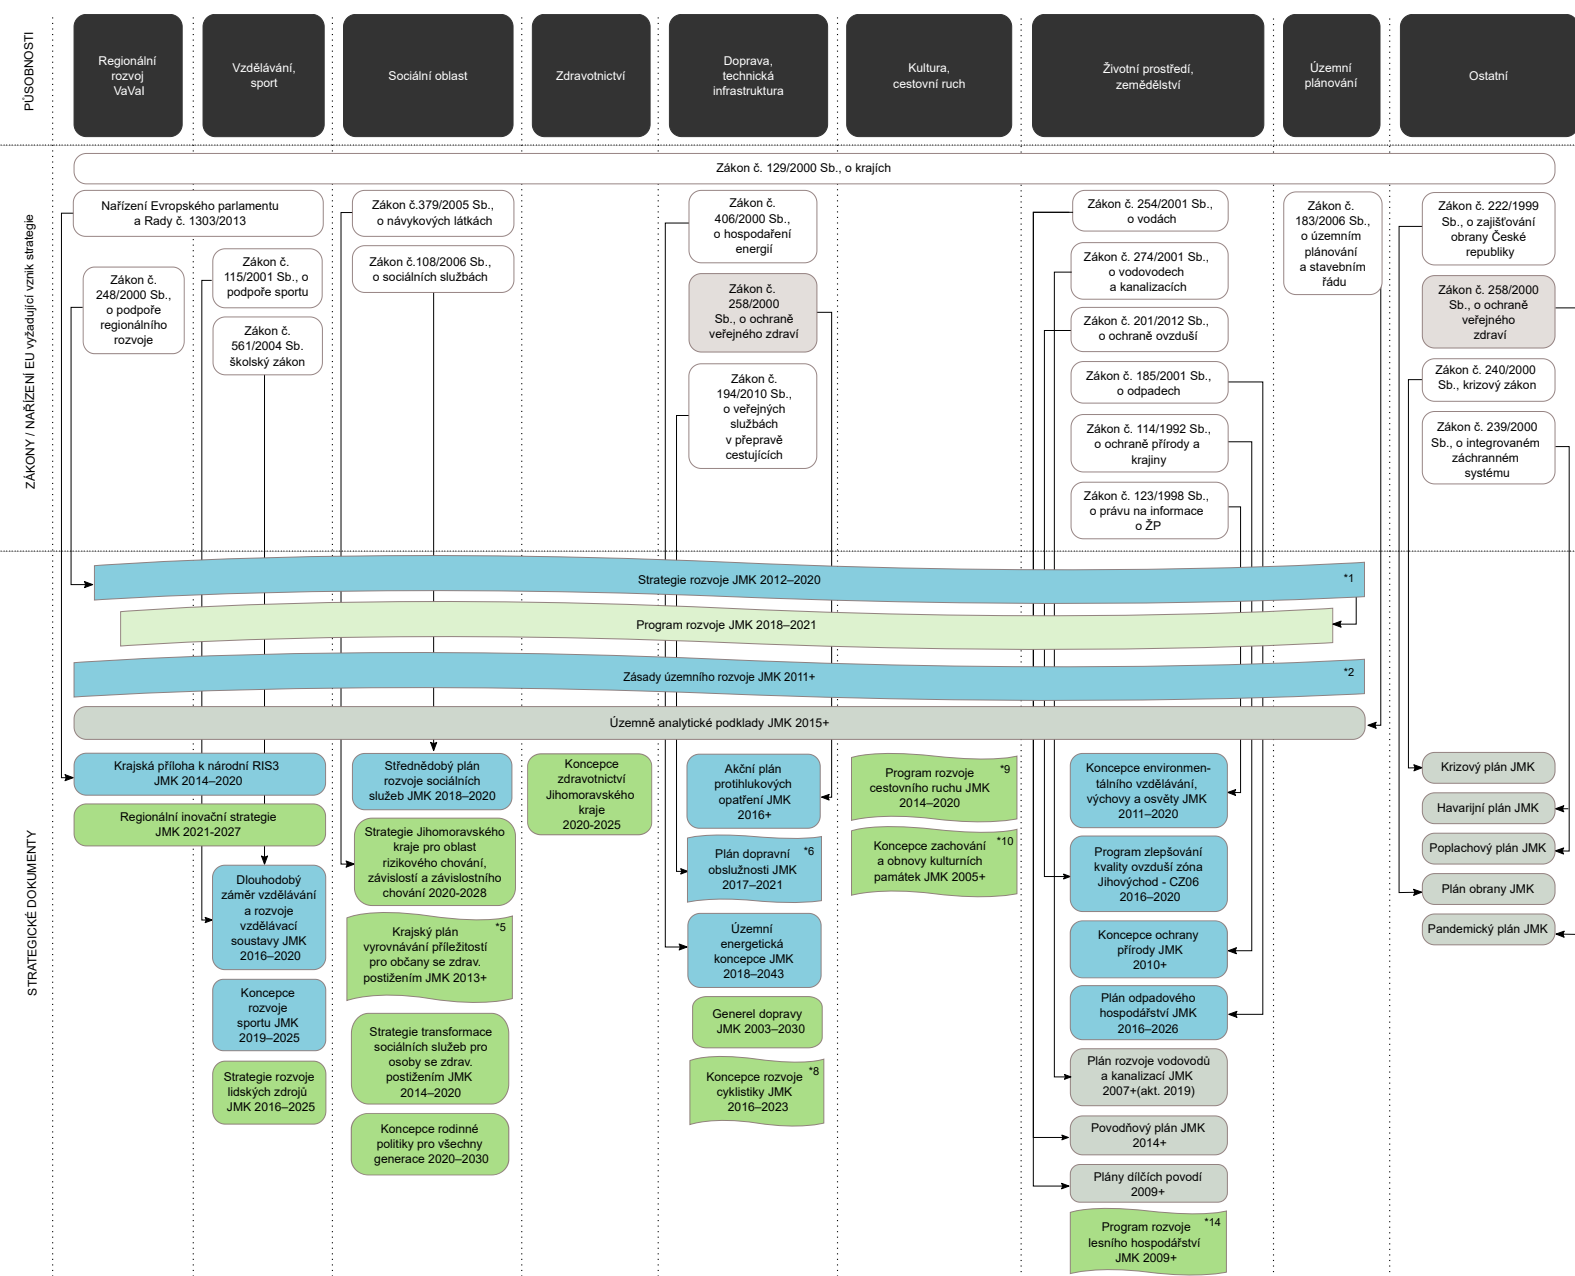 PŮSOBNOSTI
Regionální
rozvoj
VaVaI
Vzdělávání,
sport
Sociální oblast
Zdravotnictví
Doprava,
technická
infrastruktura
Kultura,
cestovní ruch
Životní prostředí,
zemědělství
Územní
plánování
Ostatní
ZÁKONY / NAŘÍZENÍ EU vyžadující vznik strategie
Zákon č. 129/2000 Sb., o krajích
Nařízení Evropského parlamentu
a Rady č. 1303/2013
Zákon č.
248/2000 Sb.,
o podpoře
regionálního
rozvoje
Zákon č.
115/2001 Sb., o
podpoře sportu
Zákon č.
561/2004 Sb.
školský zákon
Zákon č.379/2005 Sb.,
o návykových látkách
Zákon č.108/2006 Sb.,
o sociálních službách
Zákon č.
406/2000 Sb.,
o hospodaření
energií
Zákon č.
258/2000
Sb., o ochraně
veřejného zdraví
Zákon č.
194/2010 Sb.,
o veřejných
službách
v přepravě
cestujících
Zákon č. 254/2001 Sb.,
o vodách
Zákon č. 274/2001 Sb.,
o vodovodech
a kanalizacích
Zákon č. 201/2012 Sb.,
o ochraně ovzduší
Zákon č. 185/2001 Sb.,
o odpadech
Zákon č. 114/1992 Sb.,
o ochraně přírody a
krajiny
Zákon č. 123/1998 Sb.,
o právu na informace
o ŽP
Zákon č.
183/2006 Sb.,
o územním
plánování
a stavebním
řádu
Zákon č. 222/1999
Sb., o zajišťování
obrany České
republiky
Zákon č. 258/2000
Sb., o ochraně
veřejného
zdraví
Zákon č. 240/2000
Sb., krizový zákon
Zákon č. 239/2000
Sb., o integrovaném
záchranném
systému
STRATEGICKÉ DOKUMENTY
Strategie rozvoje JMK 2012–2020
*1
Program rozvoje JMK 2018–2021
Zásady územního rozvoje JMK 2011+
*2
Územně analytické podklady JMK 2015+
Krajská příloha k národní RIS3
JMK 2014–2020
Regionální inovační strategie
JMK 2021-2027
Dlouhodobý
záměr vzdělávání
a rozvoje
vzdělávací
soustavy JMK
2016–2020
Koncepce
rozvoje
sportu JMK
2019–2025
Strategie rozvoje
lidských zdrojů
JMK 2016–2025
Střednědobý plán
rozvoje sociálních
služeb JMK 2018–2020
Strategie Jihomoravského
kraje pro oblast
rizikového chování,
závislostí a závislostního
chování 2020-2028
*5
Krajský plán
vyrovnávání příležitostí
pro občany se zdrav.
postižením JMK 2013+
Strategie transformace
sociálních služeb pro
osoby se zdrav.
postižením JMK
2014–2020
Koncepce rodinné
politiky pro všechny
generace 2020–2030
Koncepce
zdravotnictví
Jihomoravského
kraje
2020-2025
Akční plán
protihlukových
opatření JMK
2016+
Plán dopravní *6
obslužnosti JMK
2017–2021
Územní
energetická
koncepce JMK
2018–2043
Generel dopravy
JMK 2003–2030
Koncepce rozvoje *8
cyklistiky JMK
2016–2023
Program rozvoje *9
cestovního ruchu JMK
2014–2020
Koncepce zachování *10
a obnovy kulturních
památek JMK 2005+
Koncepce environmen-
tálního vzdělávání,
výchovy a osvěty JMK
2011–2020
Program zlepšování
kvality ovzduší zóna
Jihovýchod - CZ06
2016–2020
Koncepce ochrany
přírody JMK
2010+
Plán odpadového
hospodářství JMK
2016–2026
Plán rozvoje vodovodů
a kanalizací JMK
2007+(akt. 2019)
Povodňový plán JMK
2014+
Plány dílčích povodí
2009+
Program rozvoje *14
lesního hospodářství
JMK 2009+
Krizový plán JMK
Havarijní plán JMK
Poplachový plán JMK
Plán obrany JMK
Pandemický plán JMK